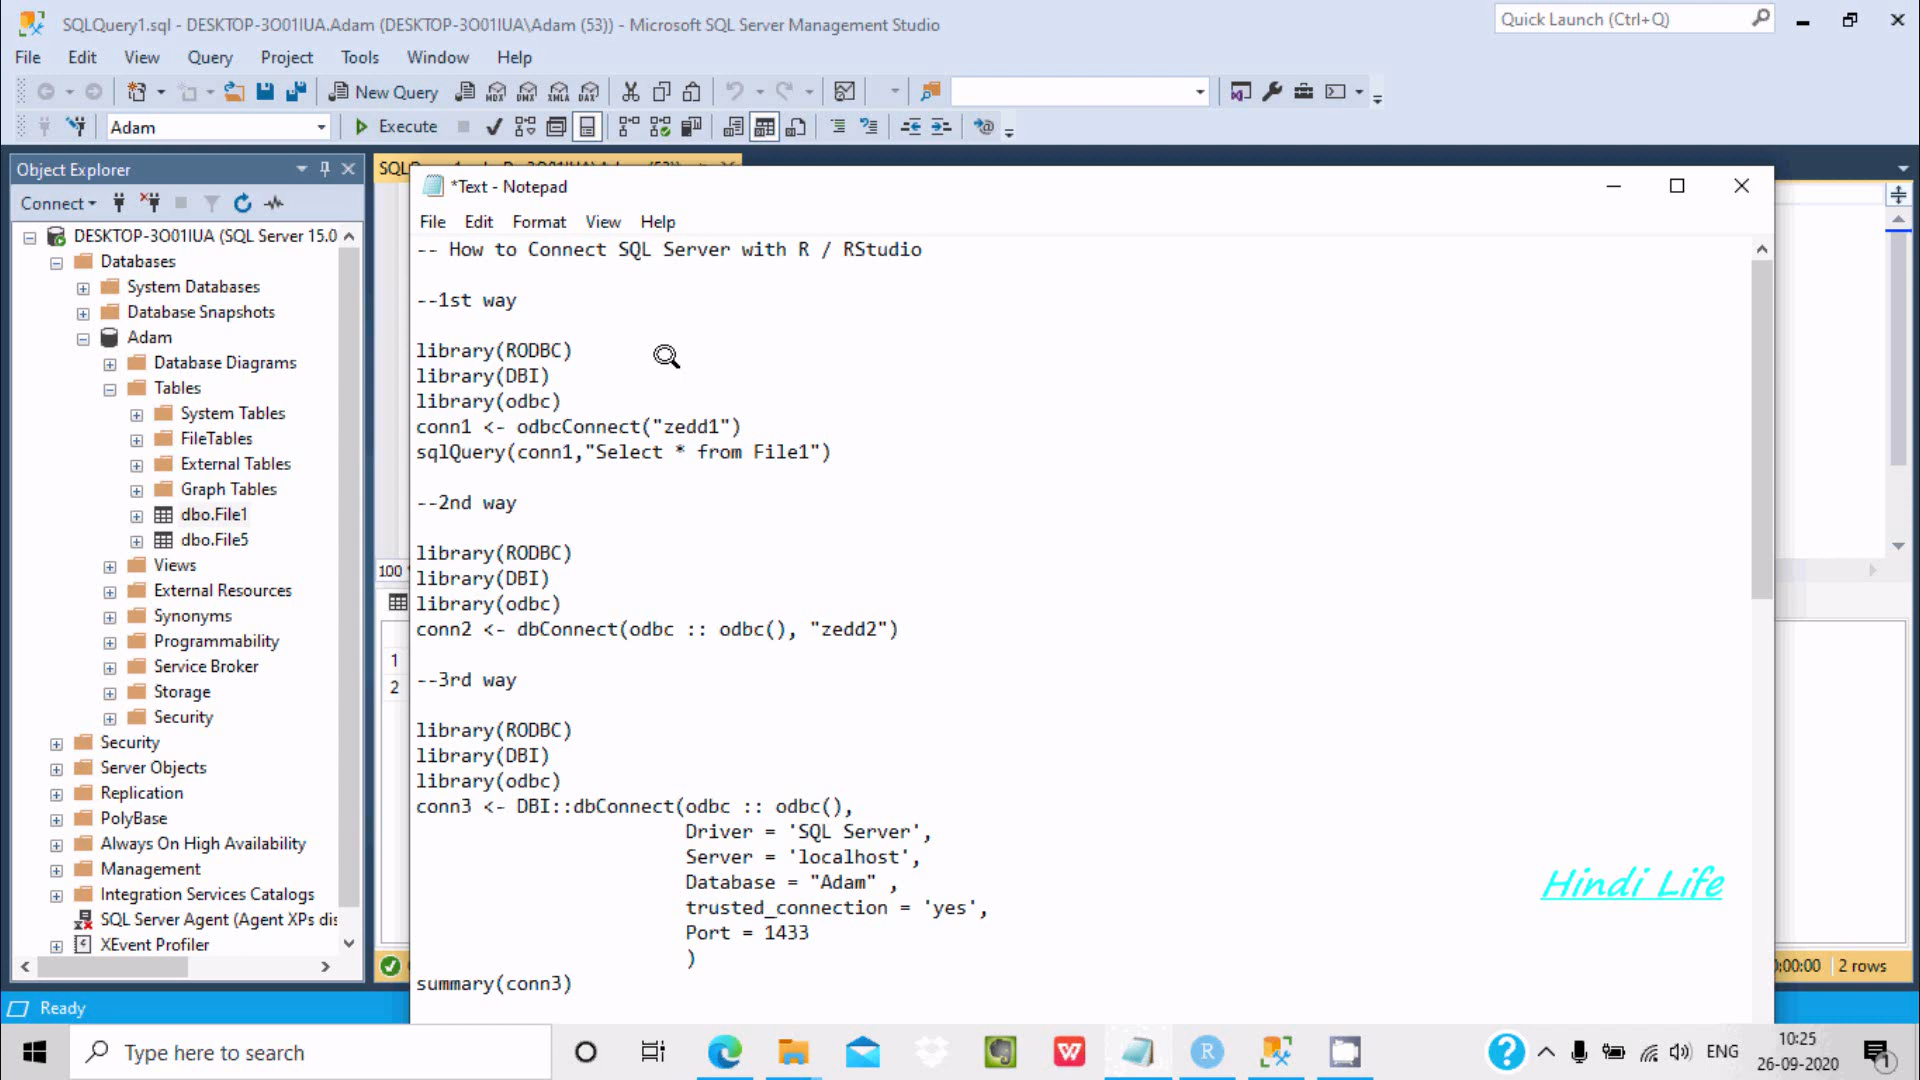 SQLQuery1.sql - DESKTOP-3O01IUA.Adam (DESKTOP-3O01IUA\Adam (53)) - Microsoft SQL Server Management Studio
Quick Launch (Ctrl+Q)
File Edit View Query Project Tools Window Help
New Query
MDX DMX XMLA DAX
Adam
Execute
Object Explorer
Connect
DESKTOP-3O01IUA (SQL Server 15.0
Databases
System Databases
Database Snapshots
Adam
Database Diagrams
Tables
System Tables
FileTables
External Tables
Graph Tables
dbo.File1
dbo.File5
Views
External Resources
Synonyms
Programmability
Service Broker
Storage
Security
Security
Server Objects
Replication
PolyBase
Always On High Availability
Management
Integration Services Catalogs
SQL Server Agent (Agent XPs dis
XEvent Profiler
*Text - Notepad
File Edit Format View Help
-- How to Connect SQL Server with R / RStudio
--1st way
library(RODBC)
library(DBI)
library(odbc)
conn1 <- odbcConnect("zedd1")
sqlQuery(conn1,"Select * from File1")
--2nd way
library(RODBC)
library(DBI)
library(odbc)
conn2 <- dbConnect(odbc :: odbc(), "zedd2")
--3rd way
library(RODBC)
library(DBI)
library(odbc)
conn3 <- DBI::dbConnect(odbc :: odbc(),
Driver = 'SQL Server',
Server = 'localhost',
Database = "Adam" ,
trusted_connection = 'yes',
Port = 1433
)
summary(conn3)
100
1
2
Hindi Life
:00:00 2 rows
Ready
Type here to search
ENG
10:25
26-09-2020
1